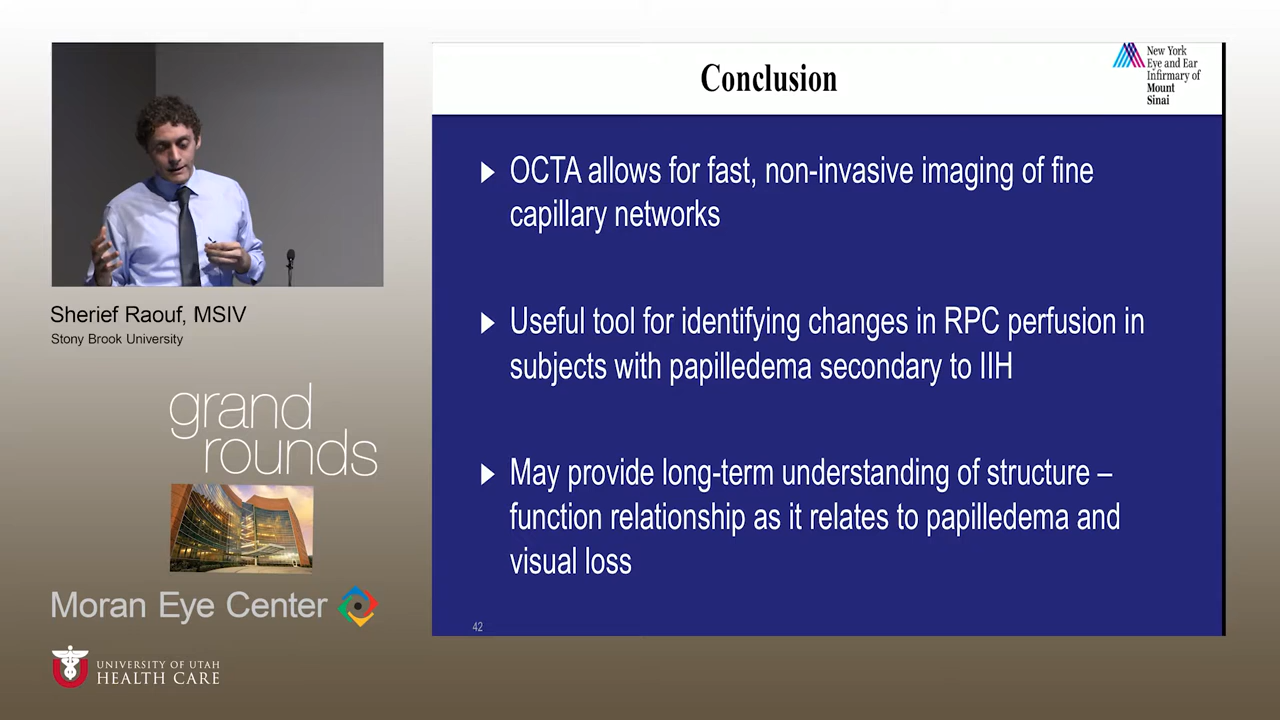 Conclusion
New York
Eye and Ear
Infirmary of
Mount
Sinai
▶ OCTA allows for fast, non-invasive imaging of fine
capillary networks
▶ Useful tool for identifying changes in RPC perfusion in
subjects with papilledema secondary to IIH
▶ May provide long-term understanding of structure –
function relationship as it relates to papilledema and
visual loss
42
Sherief Raouf, MSIV
Stony Brook University
grand
rounds
Moran Eye Center
UNIVERSITY OF UTAH
HEALTH CARE